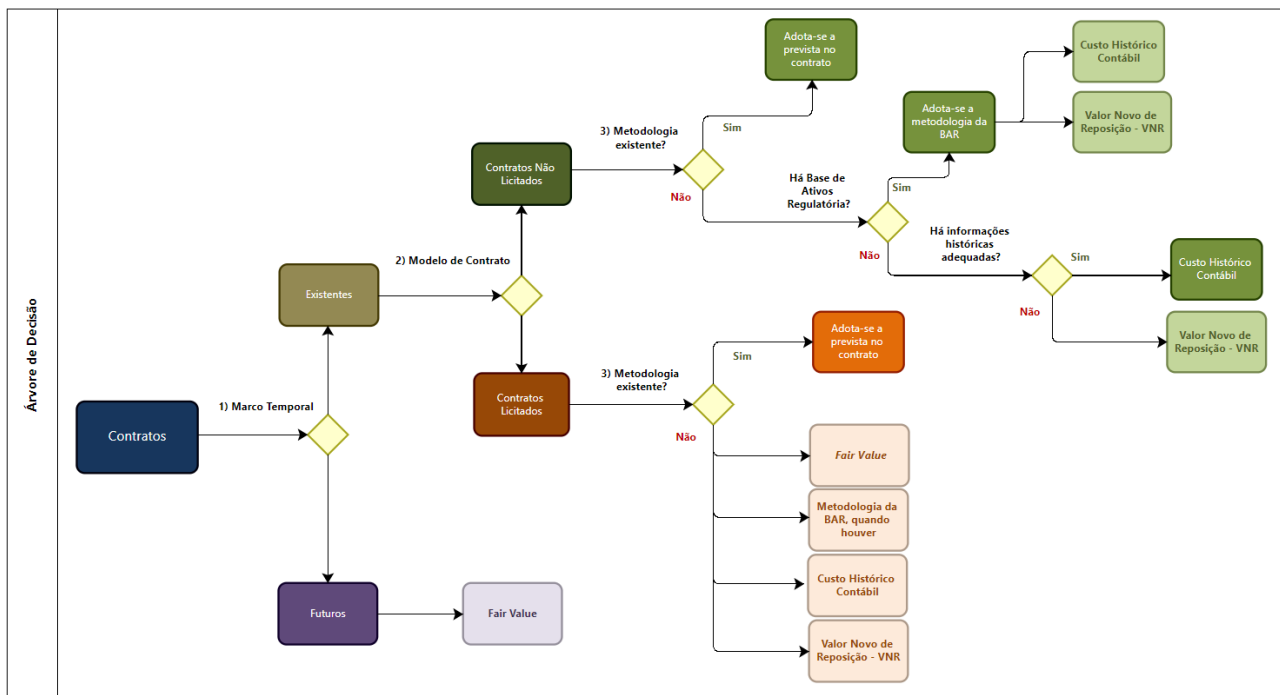 Árvore de Decisão
Contratos
1) Marco Temporal
Existentes
2) Modelo de Contrato
Contratos Não
Licitados
3) Metodologia
existente?
Sim
Adota-se a
prevista no
contrato
Não
Há Base de
Ativos
Regulatória?
Sim
Adota-se a
metodologia da
BAR
Custo Histórico
Contábil
Valor Novo de
Reposição - VNR
Não
Há informações
históricas
adequadas?
Sim
Custo Histórico
Contábil
Não
Valor Novo de
Reposição - VNR
Contratos
Licitados
3) Metodologia
existente?
Sim
Adota-se a
prevista no
contrato
Não
Fair Value
Metodologia da
BAR, quando
houver
Custo Histórico
Contábil
Valor Novo de
Reposição - VNR
Futuros
Fair Value